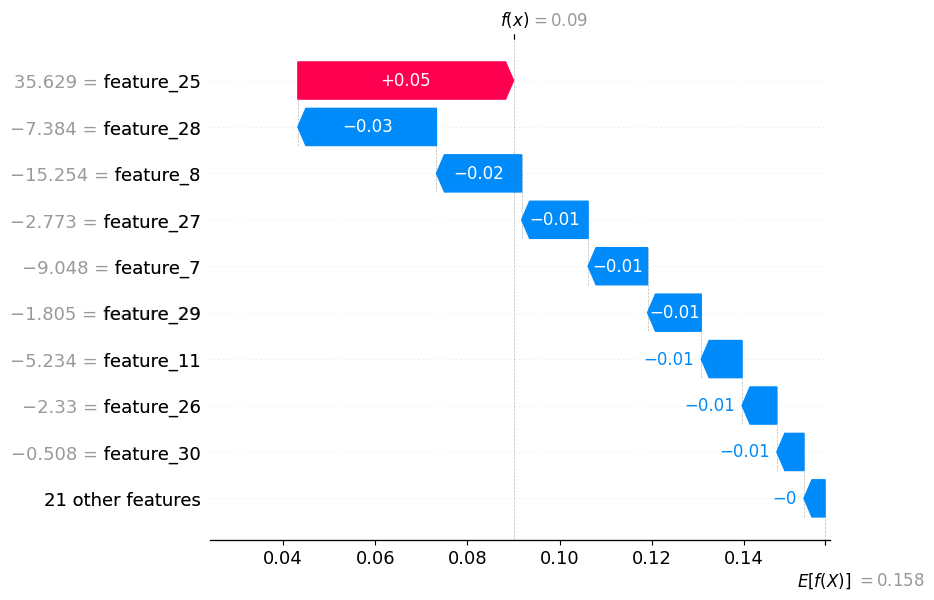 f(x) = 0.09
35.629 = feature_25
+0.05
−7.384 = feature_28
−0.03
−15.254 = feature_8
−0.02
−2.773 = feature_27
−0.01
−9.048 = feature_7
−0.01
−1.805 = feature_29
−0.01
−5.234 = feature_11
−0.01
−2.33 = feature_26
−0.01
−0.508 = feature_30
−0.01
21 other features
−0
0.04 0.06 0.08 0.10 0.12 0.14
E[f(X)] = 0.158